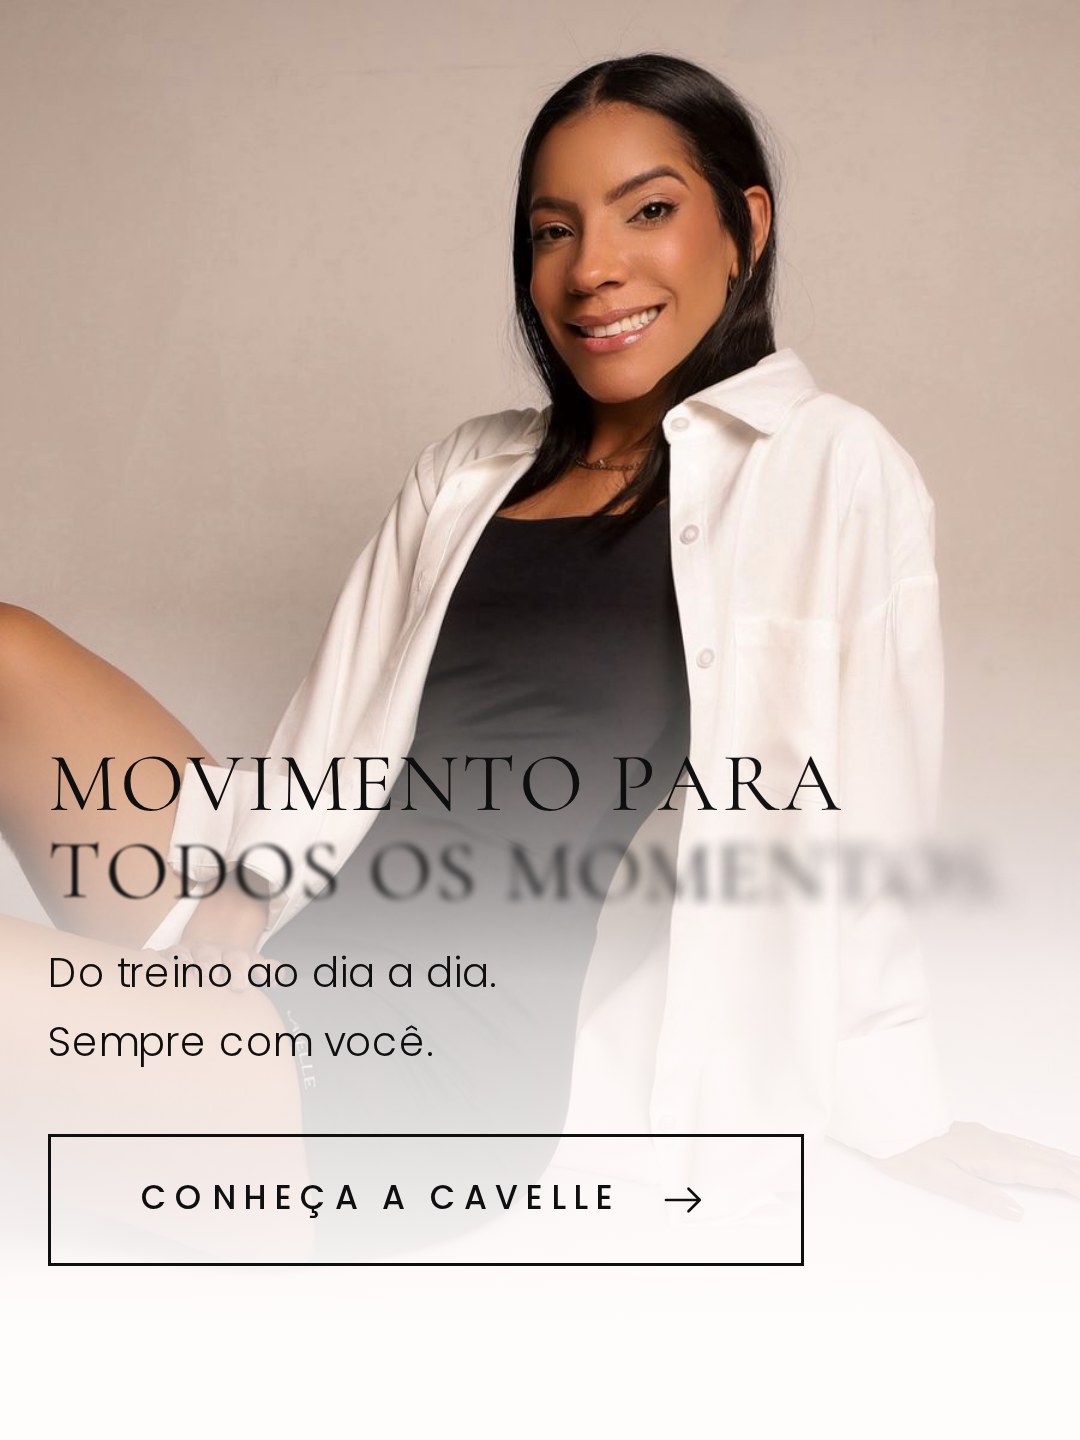 MOVIMENTO PARA
TODOS OS MOMENTOS.
Do treino ao dia a dia.
Sempre com você.
CONHEÇA A CAVELLE →